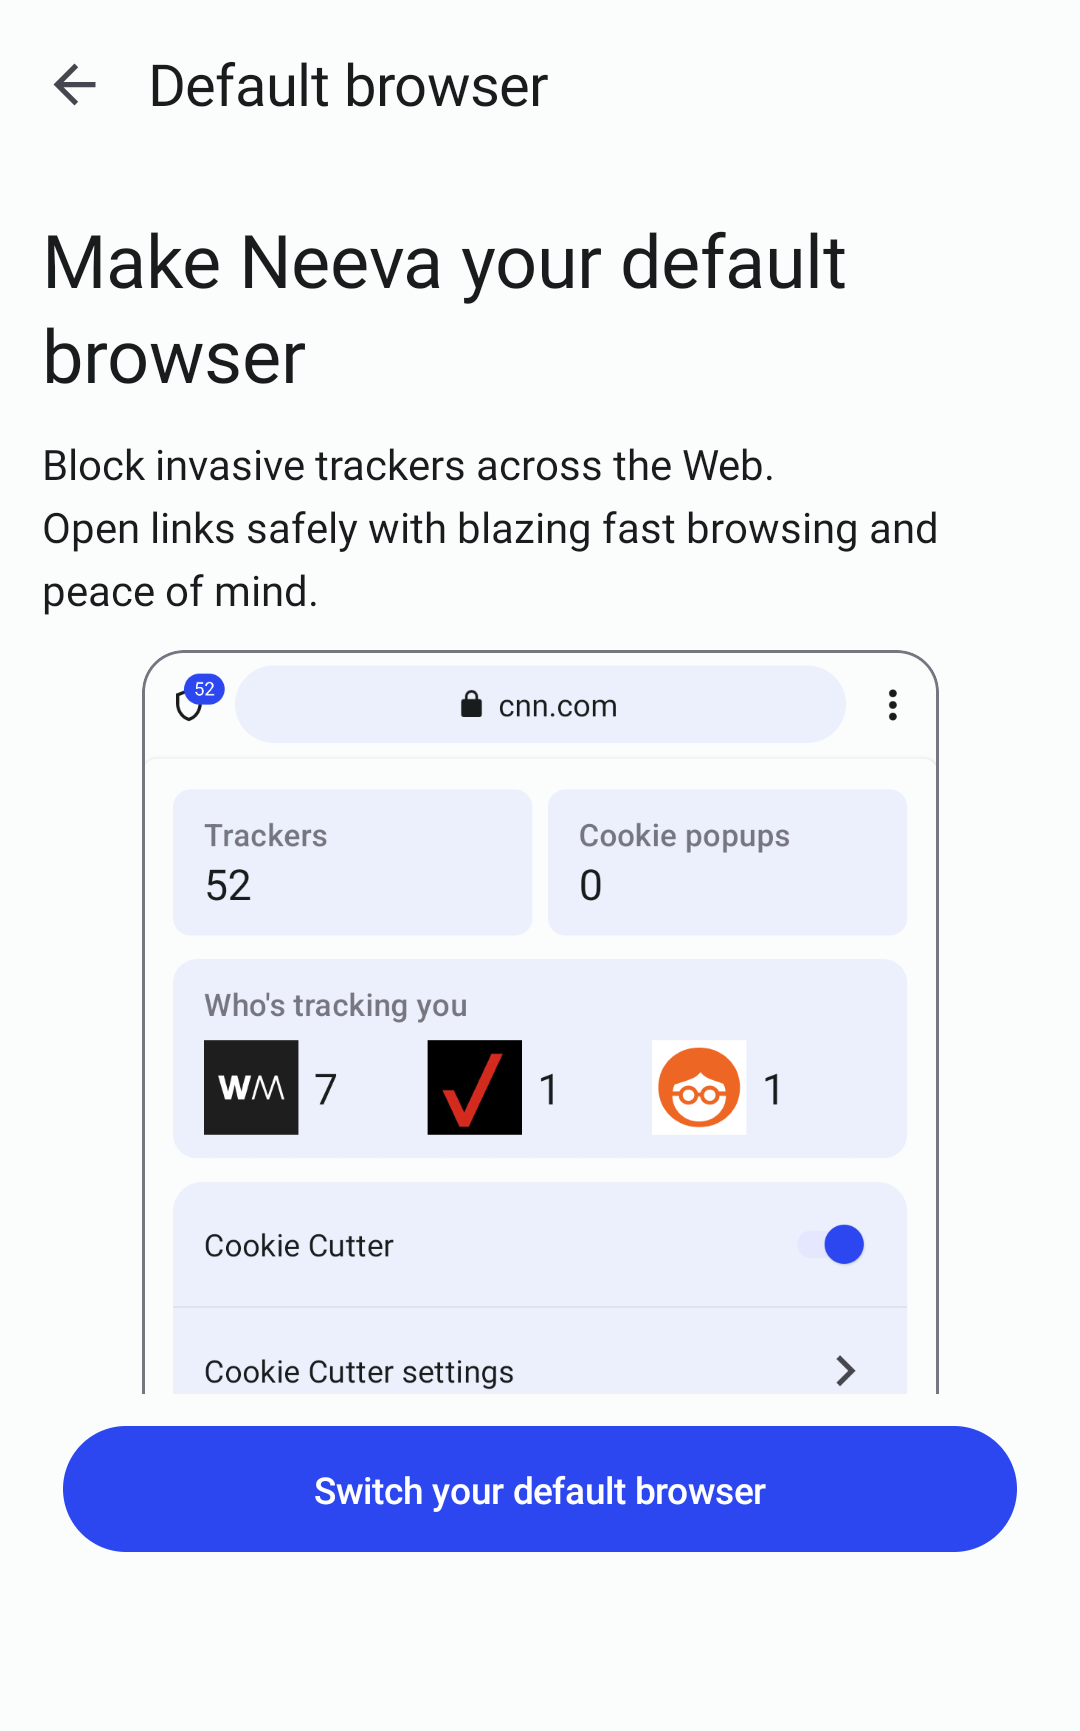 Default browser
Make Neeva your default
browser
Block invasive trackers across the Web.
Open links safely with blazing fast browsing and
peace of mind.
52
cnn.com
Trackers
52
Cookie popups
0
Who's tracking you
WM 7
1
1
Cookie Cutter
Cookie Cutter settings
Switch your default browser